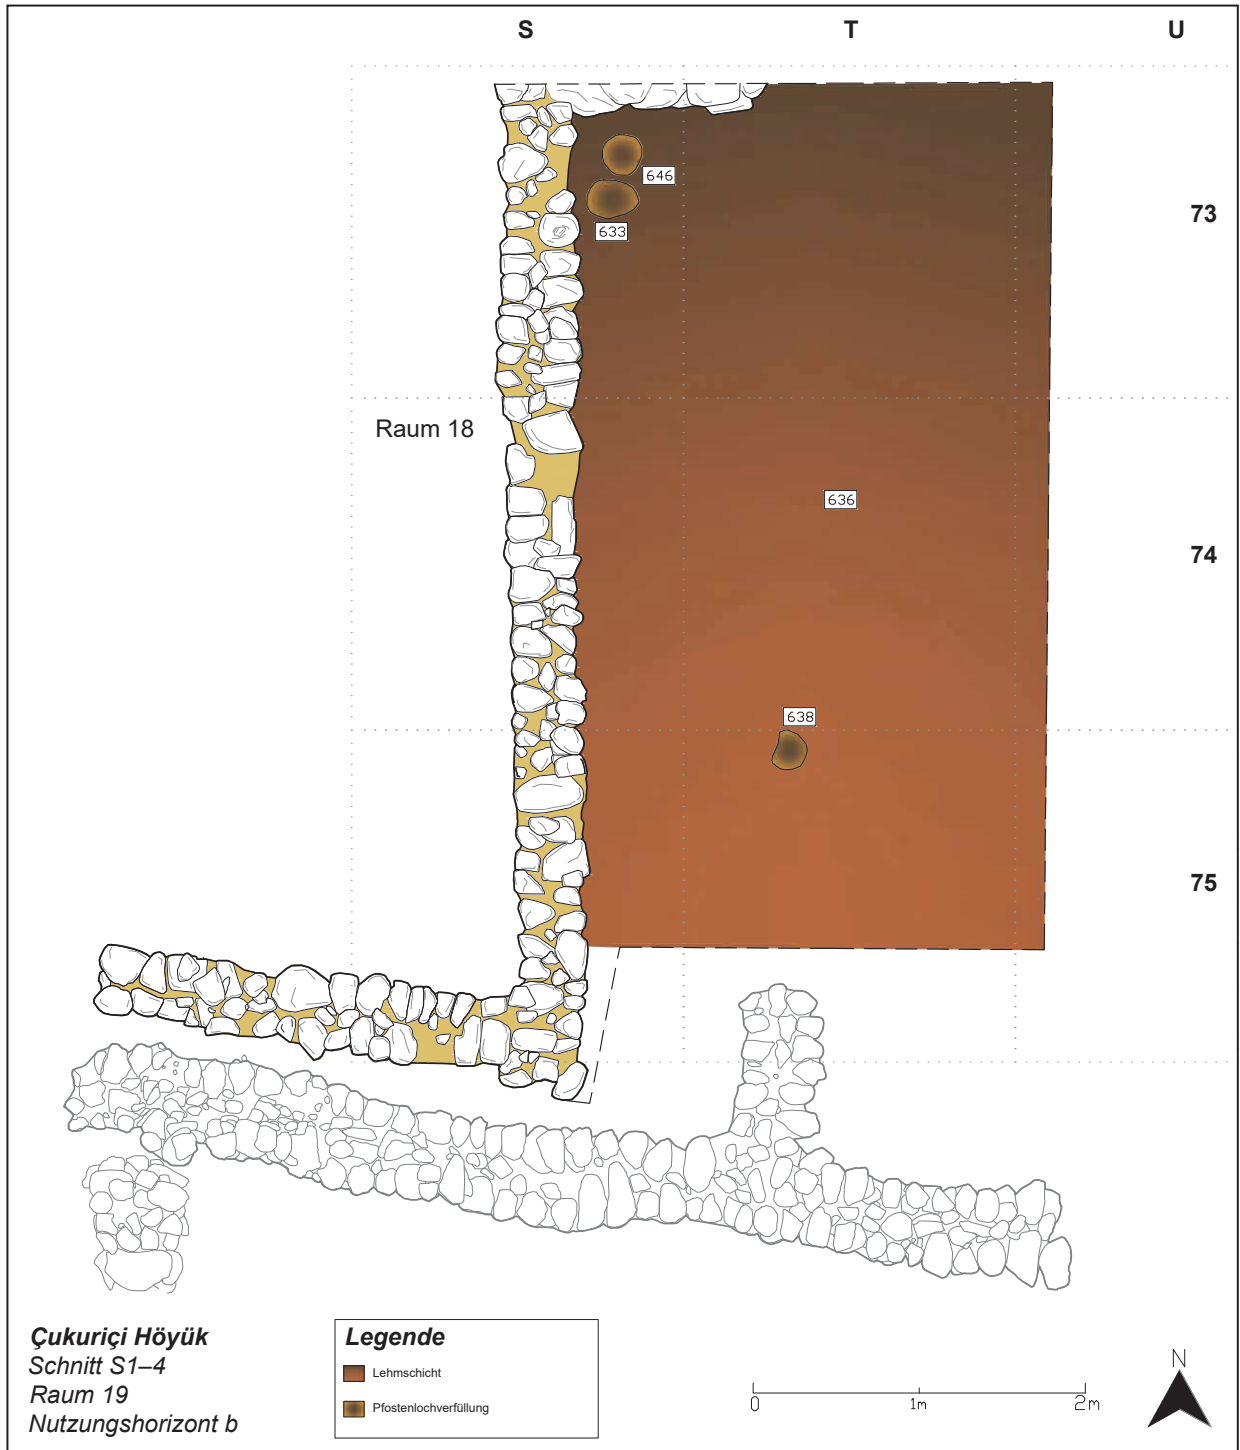 S T U
646
73
633
Raum 18
636
74
638
75
Çukuriçi Höyük
Schnitt S1–4
Raum 19
Nutzungshorizont b
Legende
Lehmschicht
Pfostenlochverfüllung
0 1m 2m
N